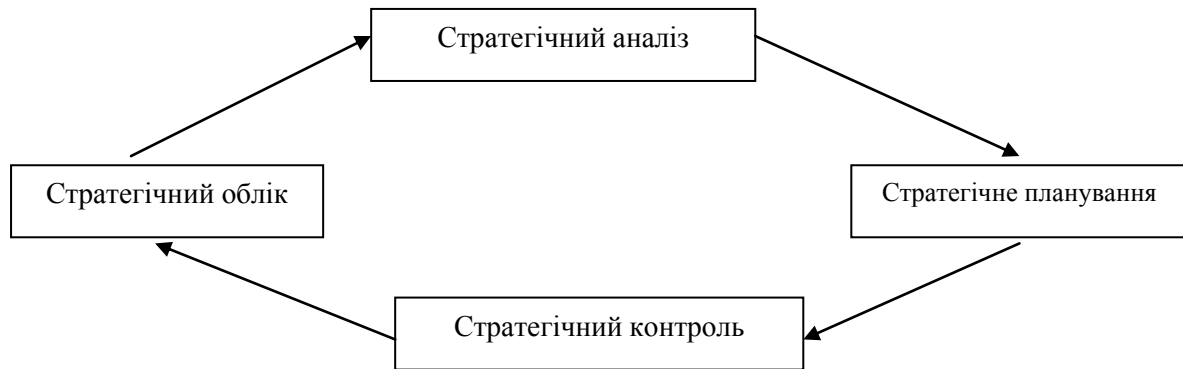 Стратегічний аналіз
Стратегічний облік
Стратегічне планування
Стратегічний контроль